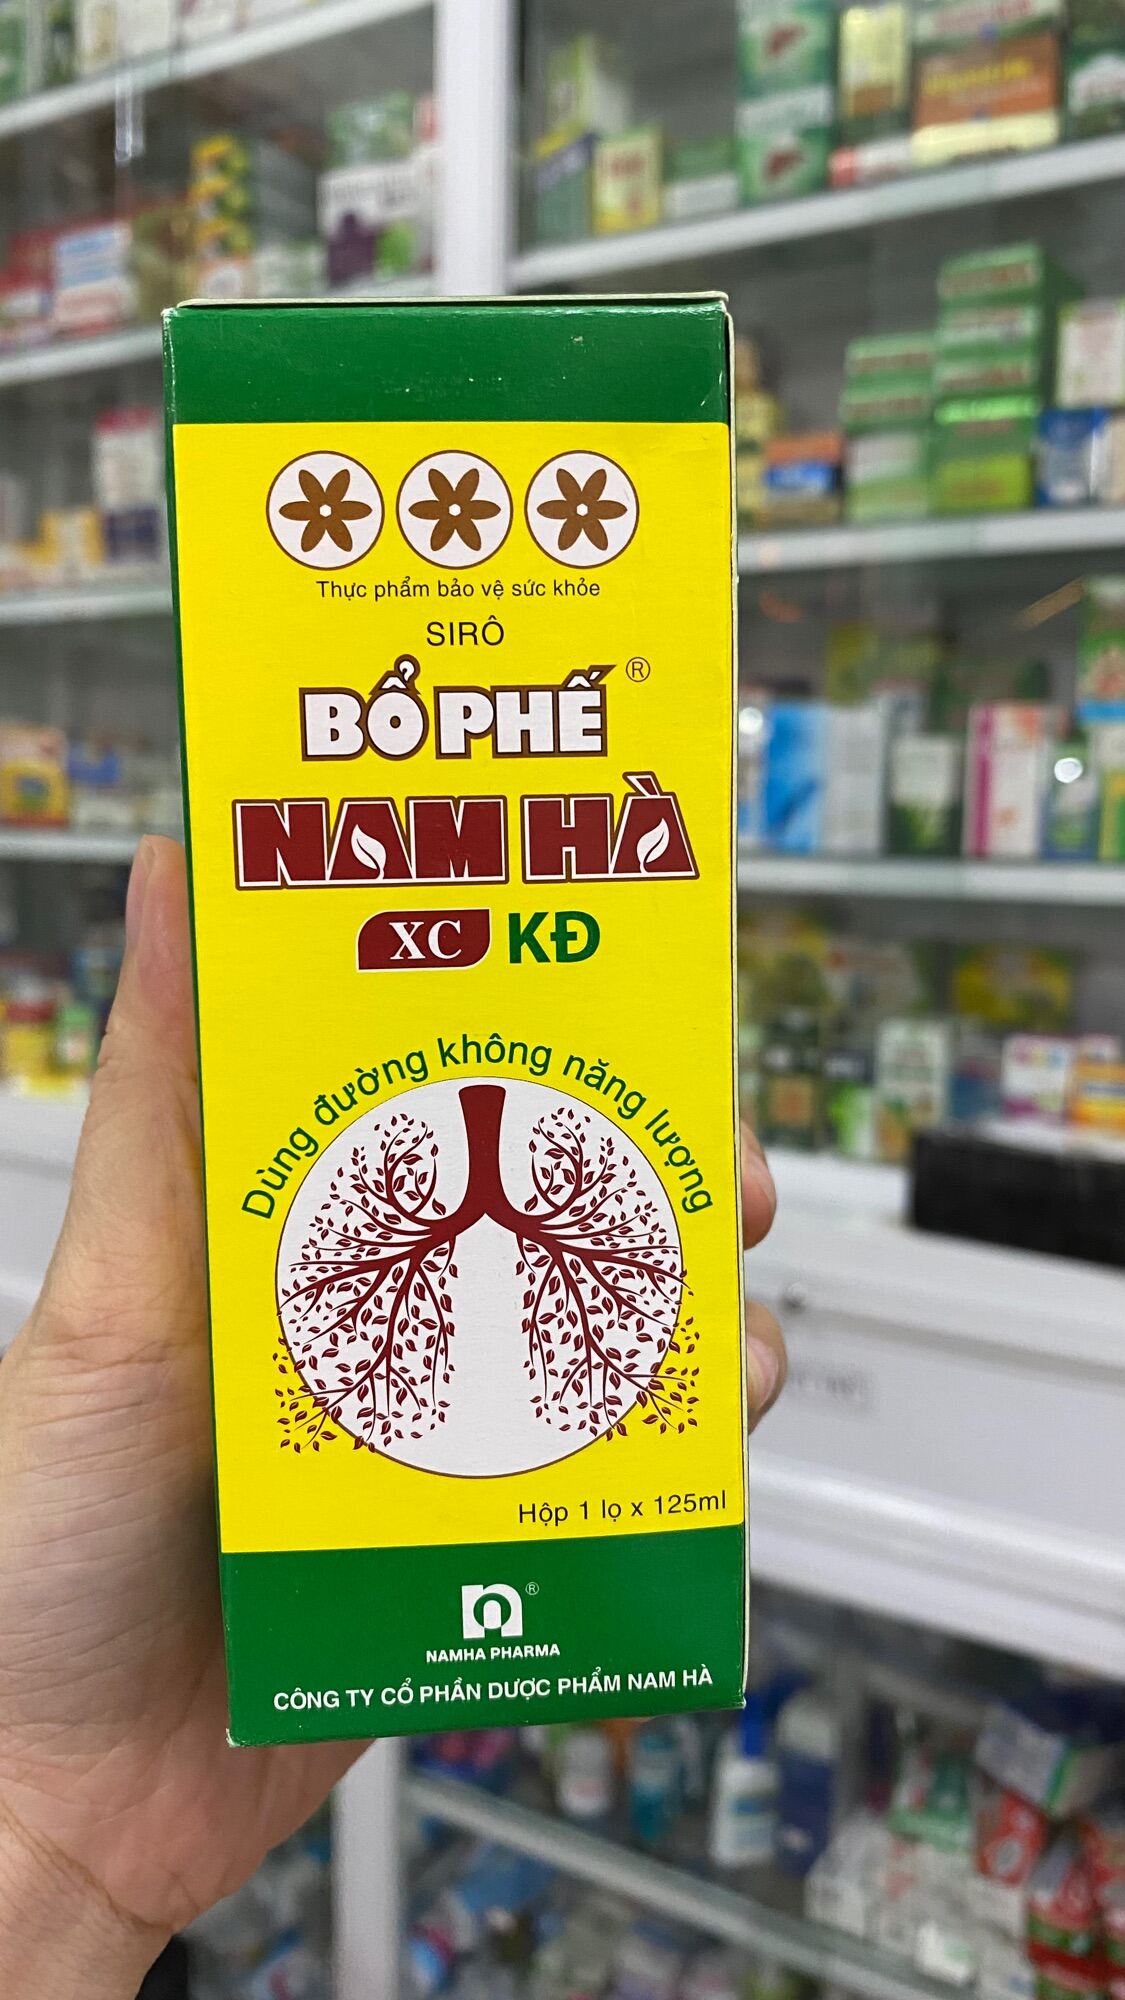 Thực phẩm bảo vệ sức khỏe
SIRÔ
BỔ PHẾ ®
NAM HÀ
XC KĐ
Dùng đường không năng lượng
Hộp 1 lọ x 125ml
n ®
NAMHA PHARMA
CÔNG TY CỔ PHẦN DƯỢC PHẨM NAM HÀ